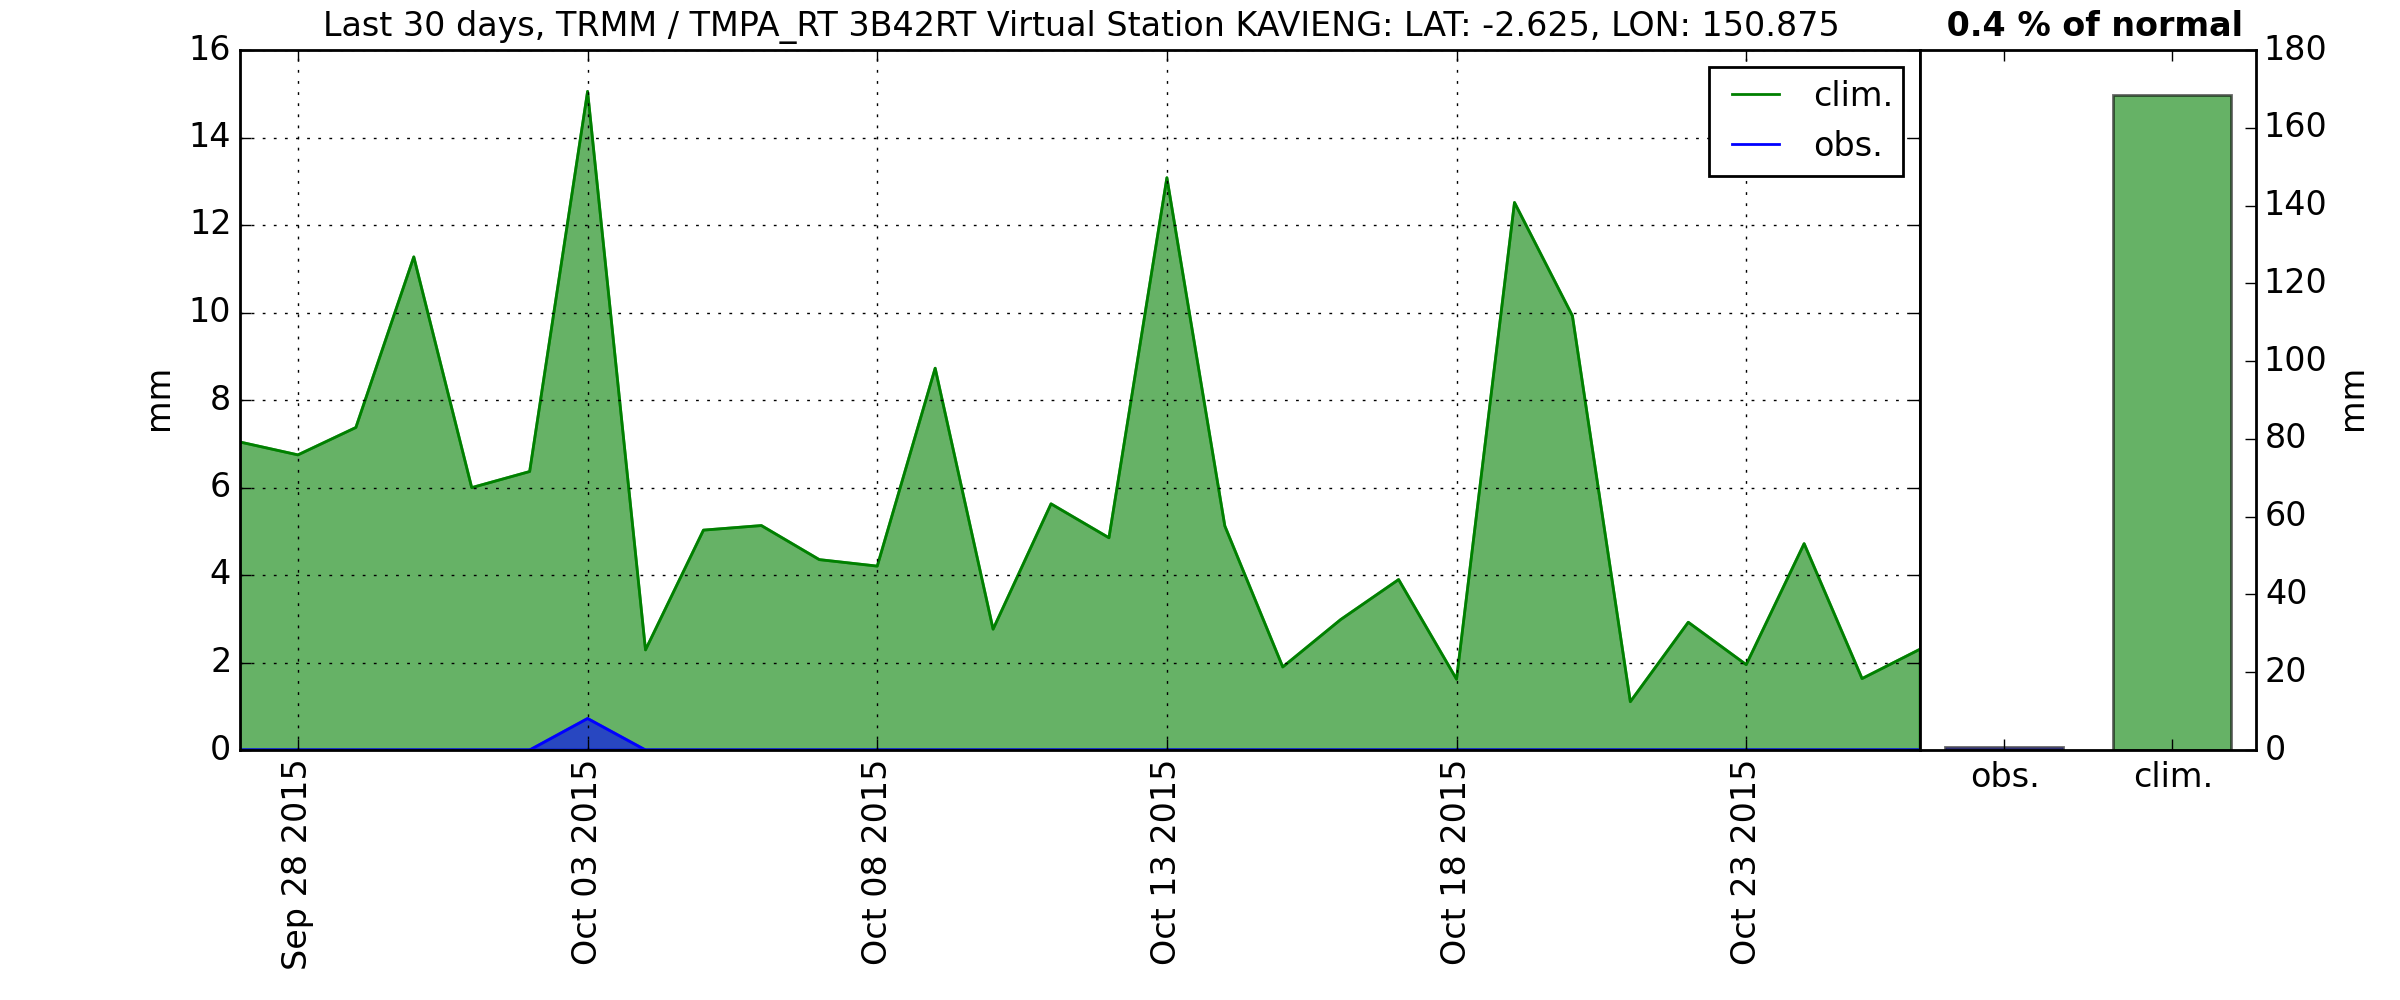 Last 30 days, TRMM / TMPA_RT 3B42RT Virtual Station KAVIENG: LAT: -2.625, LON: 150.875
0.4 % of normal
16
14
12
10
8
6
4
2
0
mm
clim.
obs.
Sep 28 2015
Oct 03 2015
Oct 08 2015
Oct 13 2015
Oct 18 2015
Oct 23 2015
180
160
140
120
100
80
60
40
20
0
mm
obs.
clim.